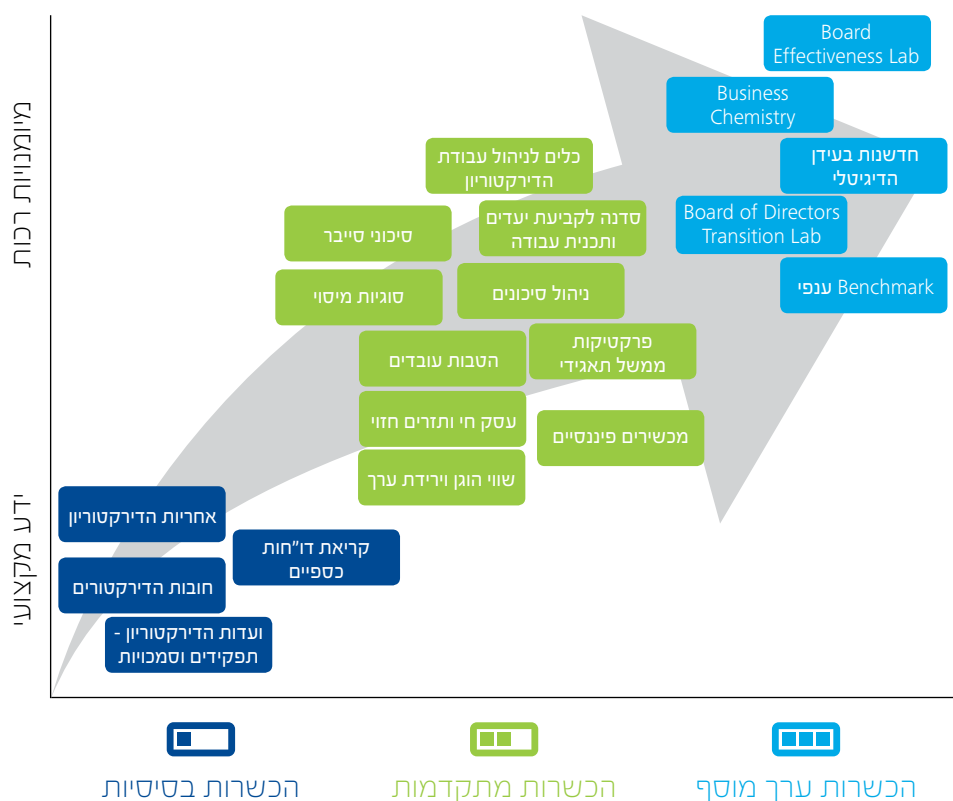 Board
Effectiveness Lab
Business
Chemistry
מיומנויות רכות
כלים לניהול עבודת
הדירקטוריון
חדשנות בעידן
הדיגיטלי
סיכוני סייבר
סדנה לקביעת יעדים
ותכנית עבודה
Board of Directors
Transition Lab
סוגיות מיסוי
ניהול סיכונים
Benchmark ענפי
הטבות עובדים
פרקטיקות
ממשל תאגידי
עסק חי ותזרים חזוי
מכשירים פיננסיים
שווי הוגן וירידת ערך
ידע מקצועי
אחריות הדירקטוריון
קריאת דו"חות
כספיים
חובות הדירקטורים
ועדות הדירקטוריון -
תפקידים וסמכויות
הכשרות בסיסיות
הכשרות מתקדמות
הכשרות ערך מוסף